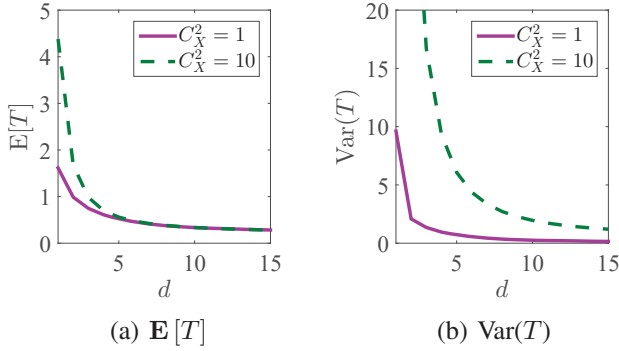 5
4
3
2
1
0
E[T]
C_X^2 = 1
C_X^2 = 10
5
10
15
d
(a) E [T]
20
15
10
5
0
Var(T)
C_X^2 = 1
C_X^2 = 10
5
10
15
d
(b) Var(T)